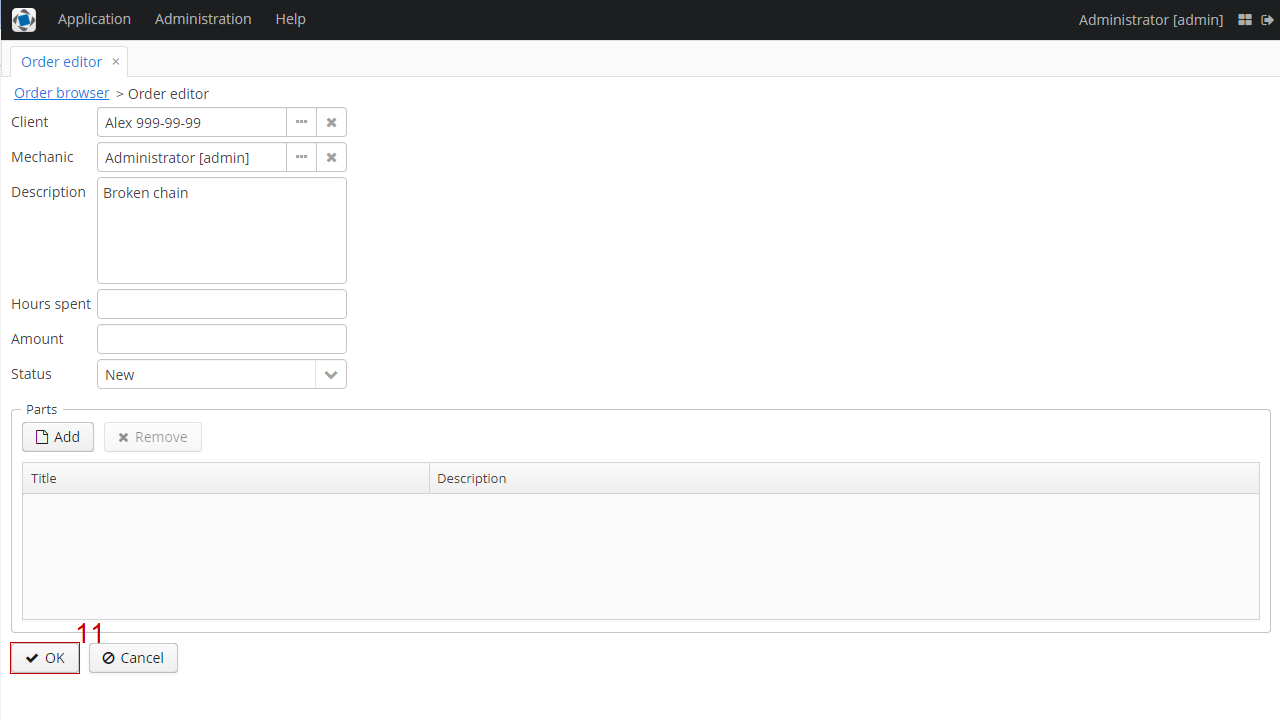 Application Administration Help Administrator [admin]
Order editor ×
Order browser > Order editor
Client Alex 999-99-99
Mechanic Administrator [admin]
Description Broken chain
Hours spent
Amount
Status New
Parts
Add Remove
Title Description
11
OK Cancel